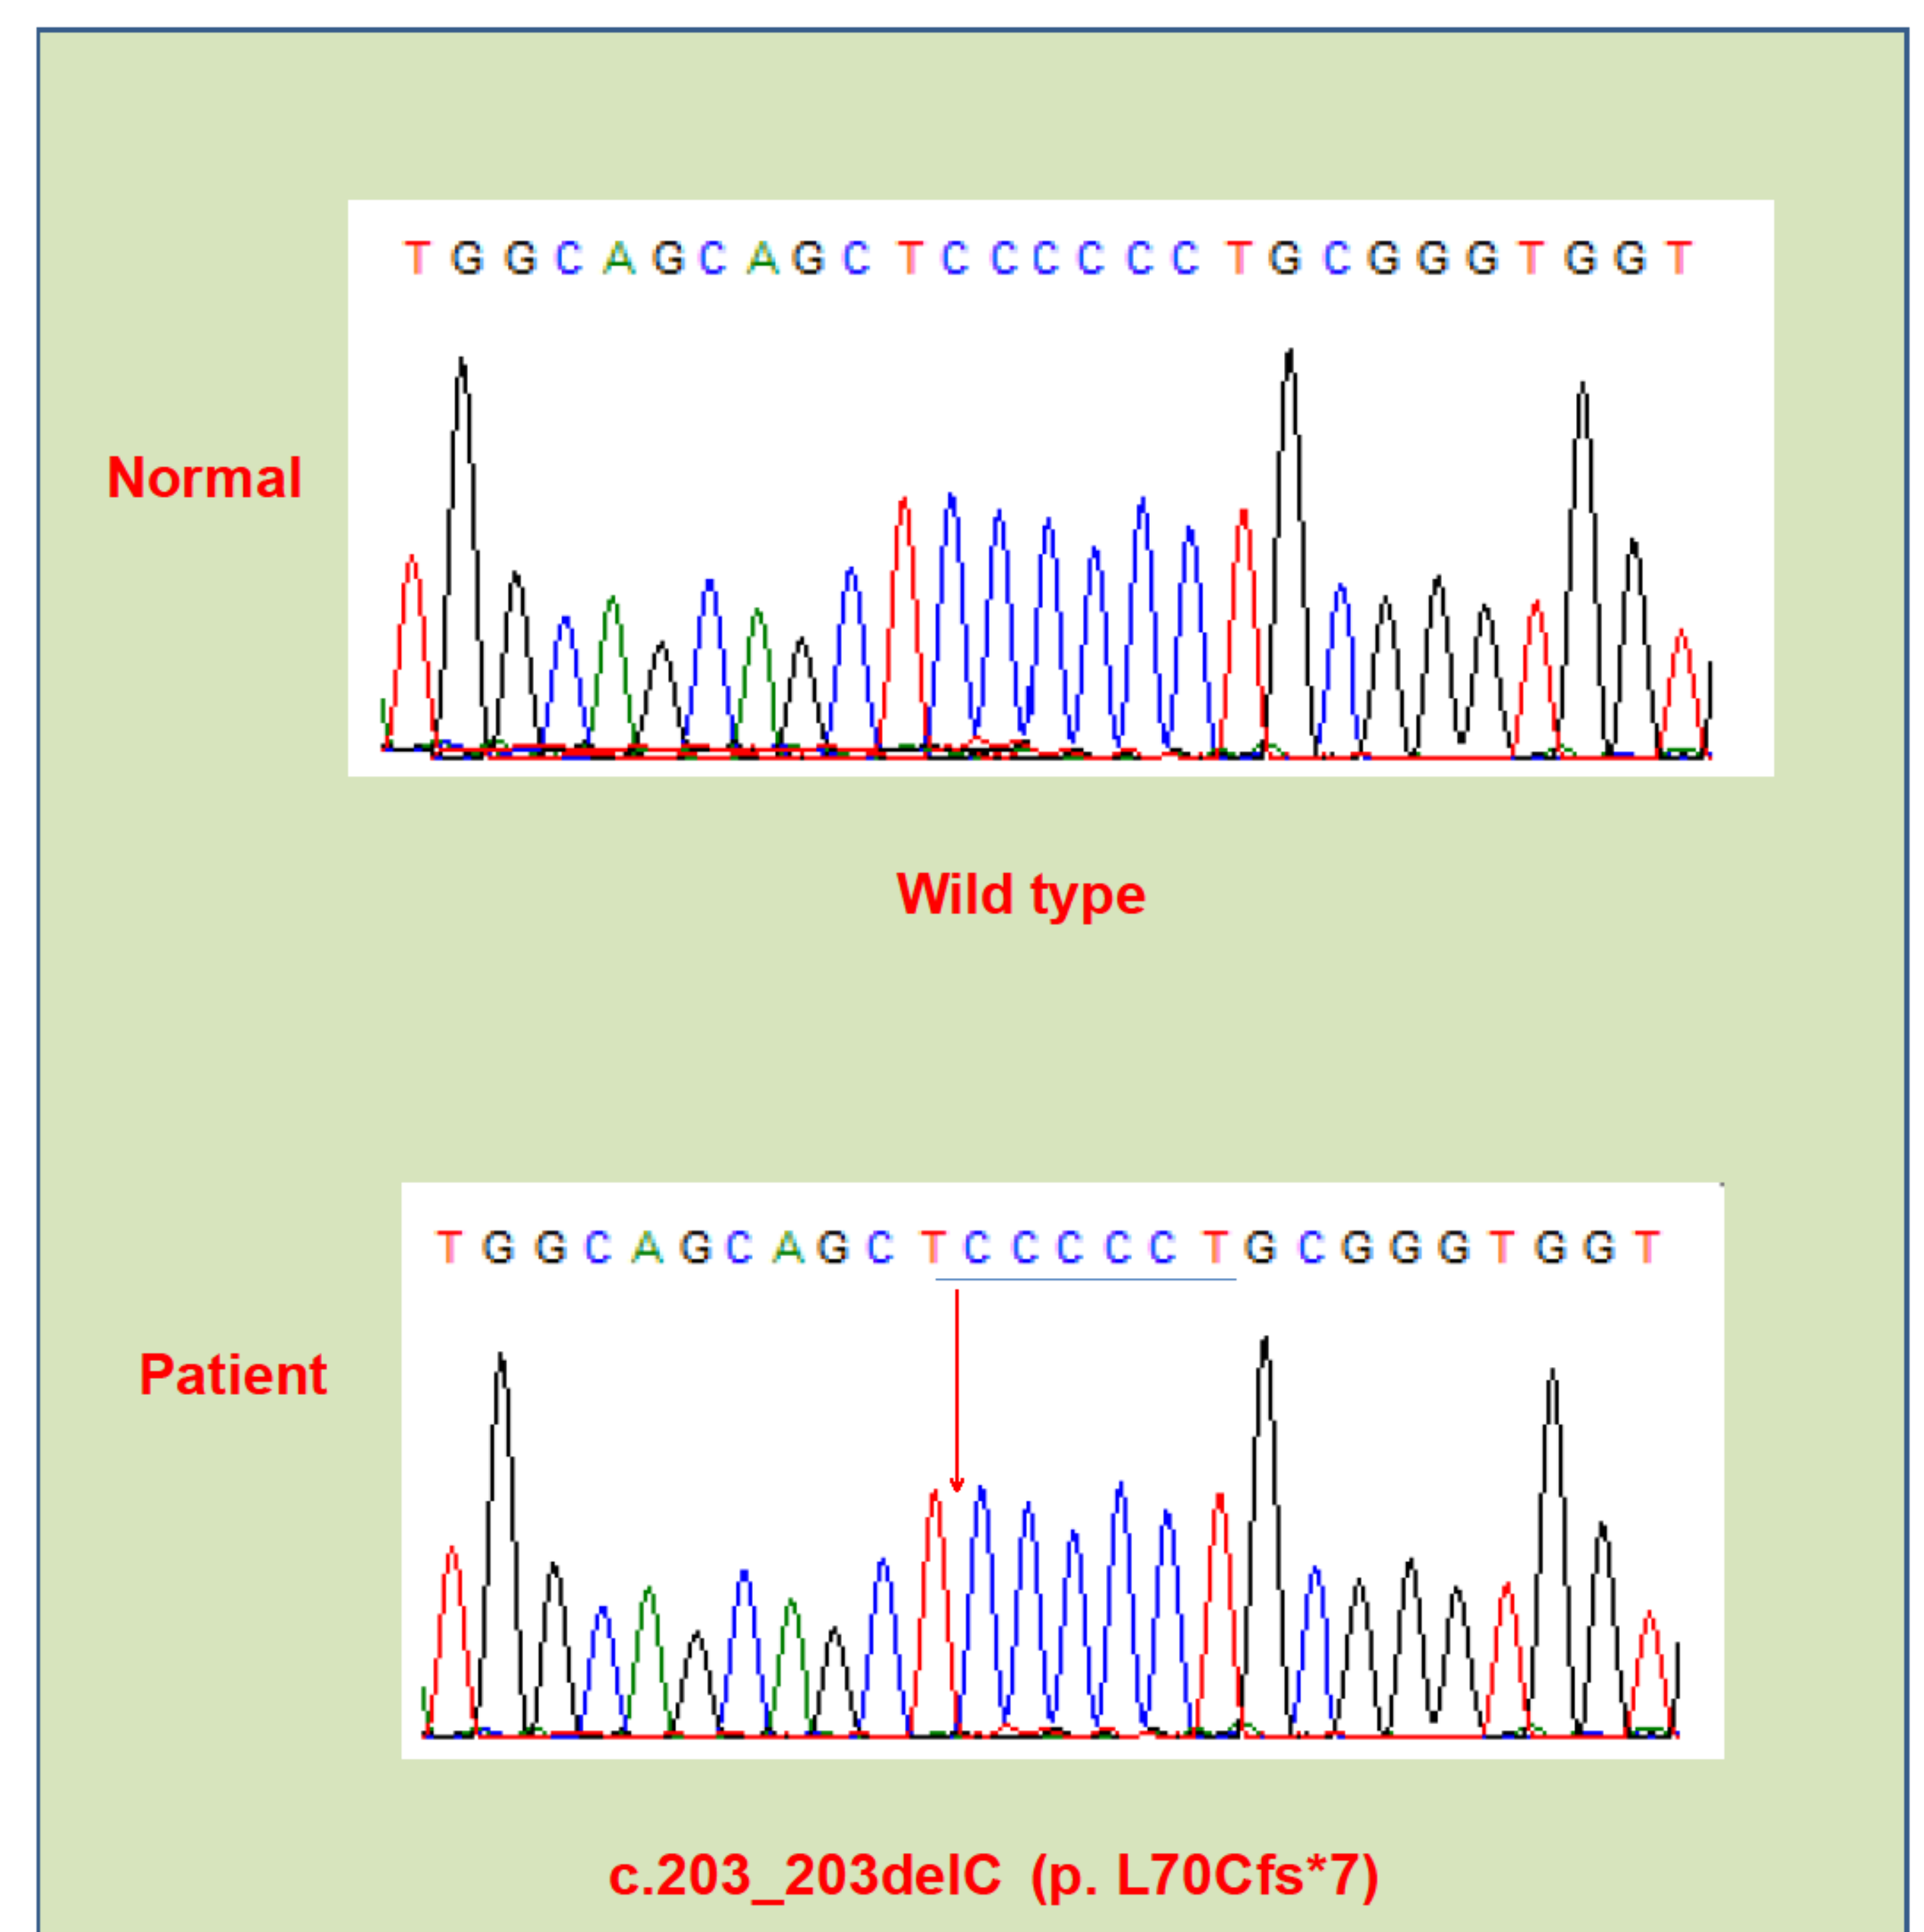 T G G C A G C A G C T C C C C C C T G C G G G T G G T
Normal
Wild type
T G G C A G C A G C T C C C C C T G C G G G T G G T
Patient
c.203_203delC (p. L70Cfs*7)